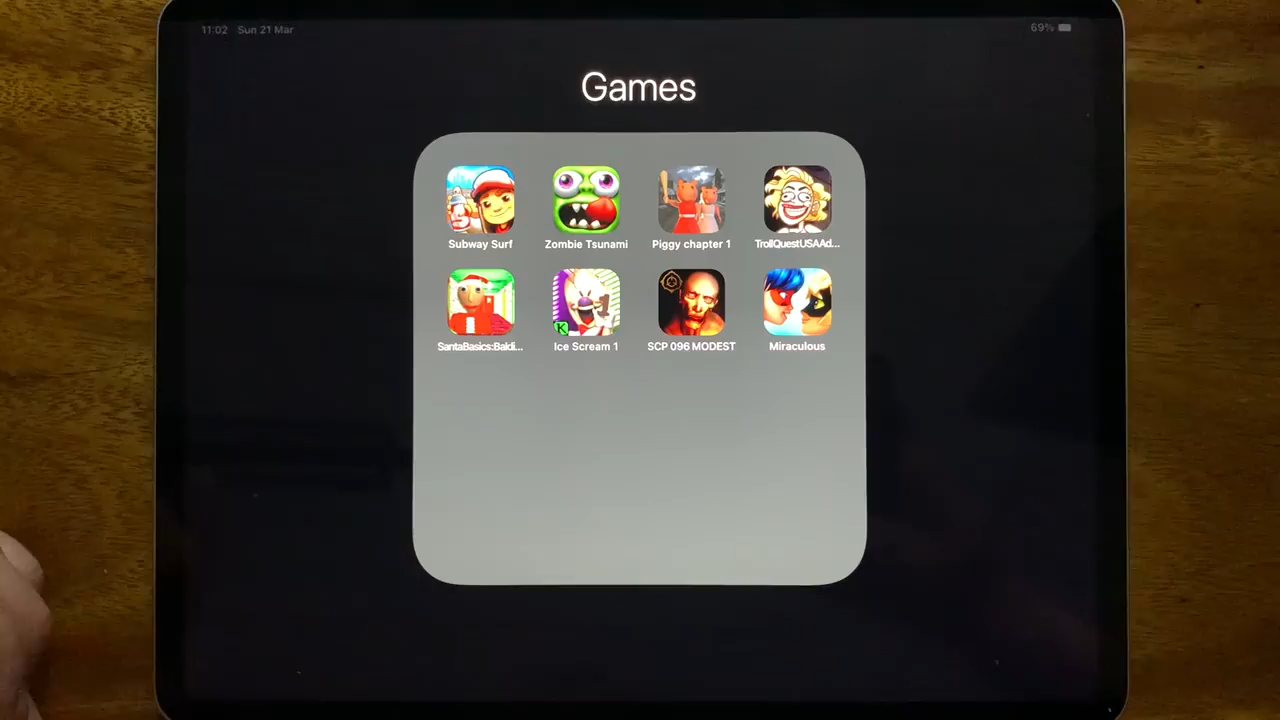 11:02 Sun 21 Mar
69%
Games
Subway Surf
Zombie Tsunami
Piggy chapter 1
TrollQuestUSAAd...
SantaBasics:Baldi...
Ice Scream 1
SCP 096 MODEST
Miraculous
K